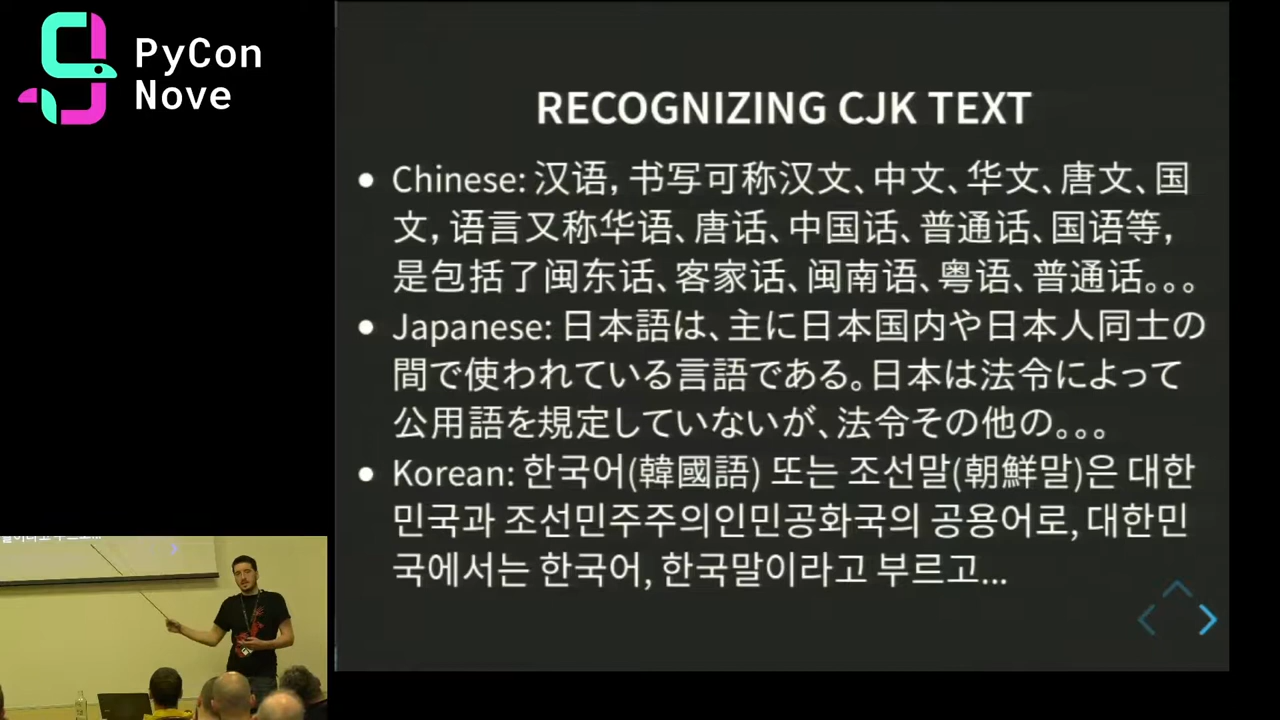 PyCon
Nove
RECOGNIZING CJK TEXT
• Chinese: 汉语, 书写可称汉文、中文、华文、唐文、国
文, 语言又称华语、唐话、中国话、普通话、国语等,
是包括了闽东话、客家话、闽南语、粤语、普通话。。。
• Japanese: 日本語は、主に日本国内や日本人同士の
間で使われている言語である。日本は法令によって
公用語を規定していないが、法令その他の。。。
• Korean: 한국어(韓國語) 또는 조선말(朝鮮말)은 대한
민국과 조선민주주의인민공화국의 공용어로, 대한민
국에서는 한국어, 한국말이라고 부르고...